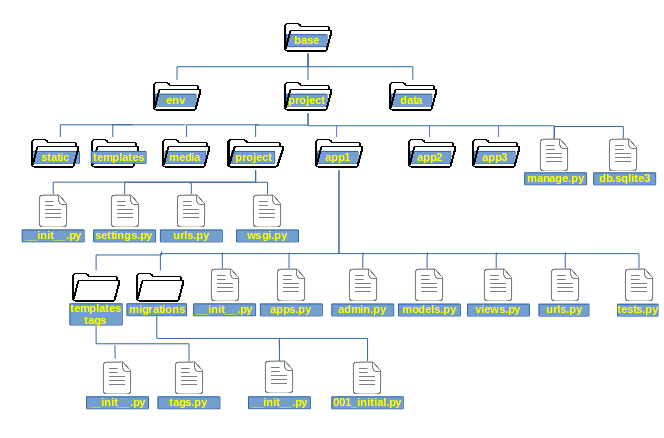 base
env
project
data
static
templates
media
project
app1
app2
app3
manage.py
db.sqlite3
__init__.py
settings.py
urls.py
wsgi.py
templates
tags
migrations
__init__.py
apps.py
admin.py
models.py
views.py
urls.py
tests.py
__init__.py
tags.py
__init__.py
001_initial.py